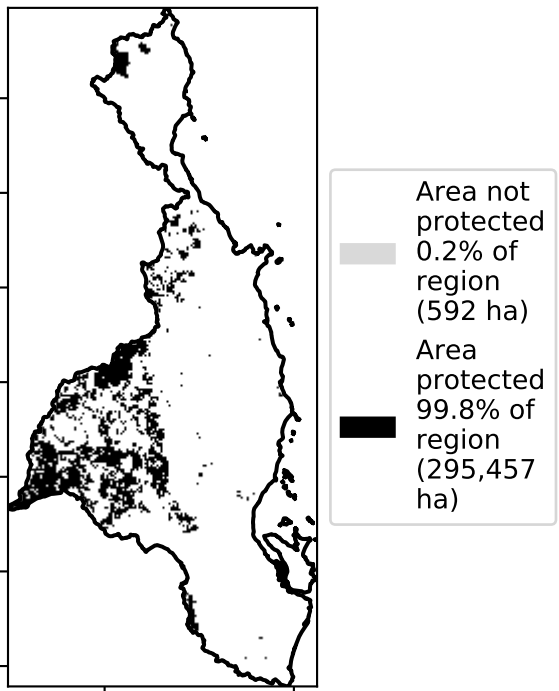 Area not
protected
0.2% of
region
(592 ha)
Area
protected
99.8% of
region
(295,457
ha)